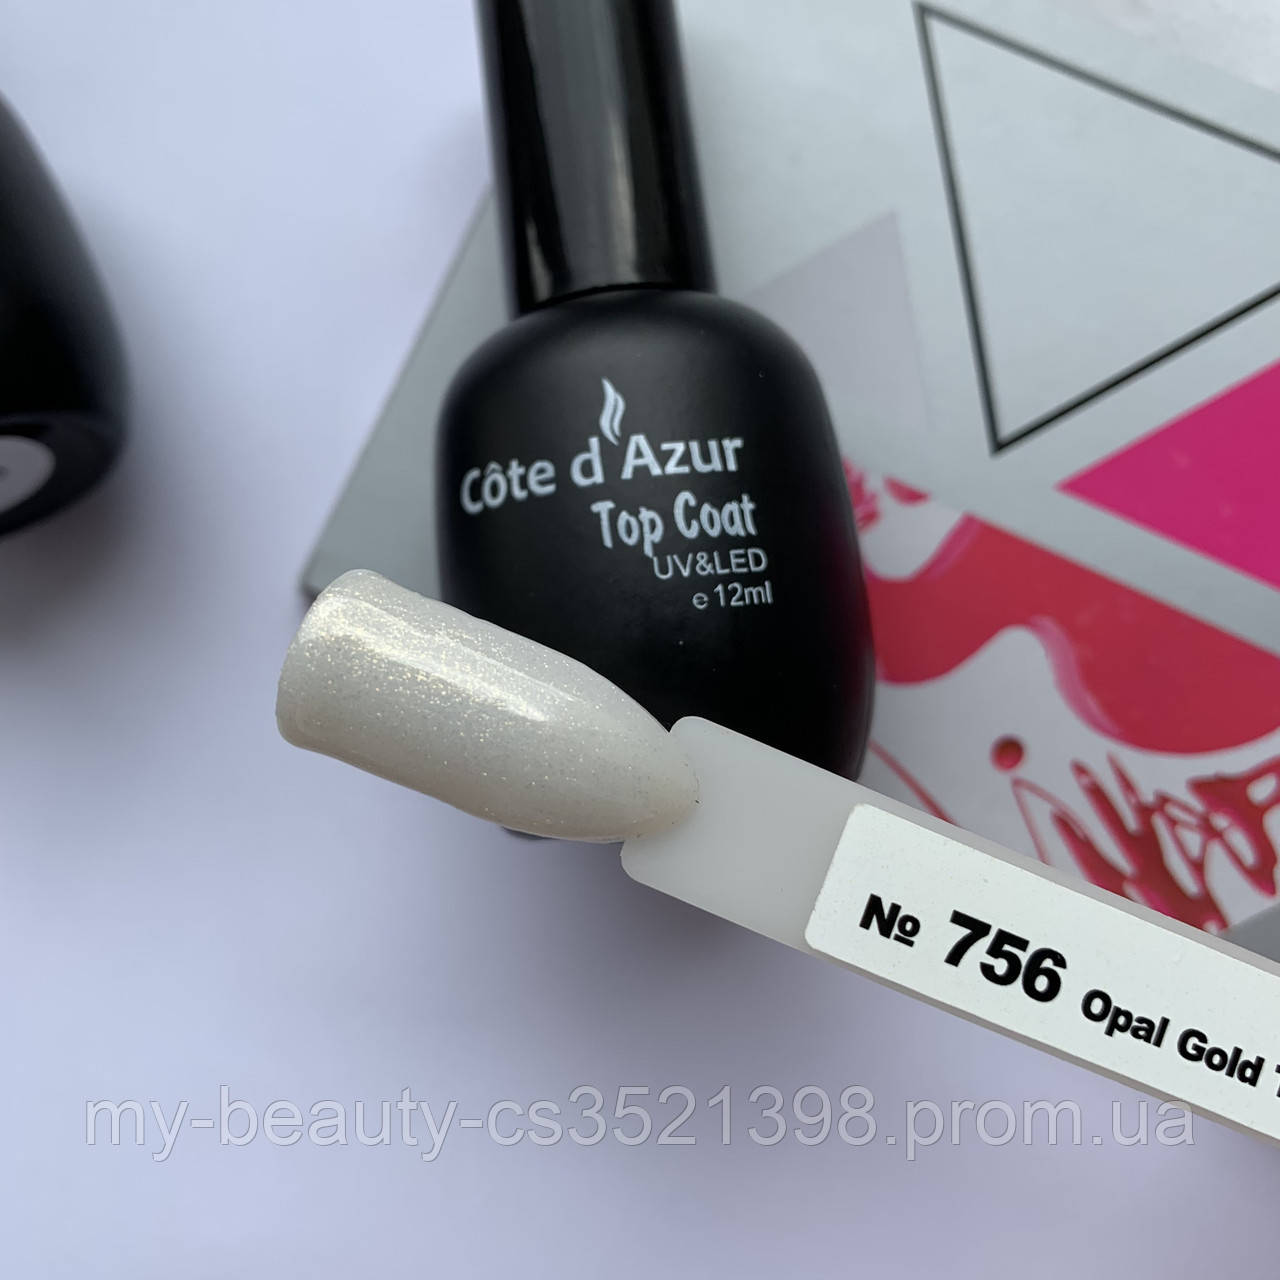 Côte d'Azur
Top Coat
UV&LED
e 12ml
№ 756 Opal Gold
my-beauty-cs3521398.prom.ua